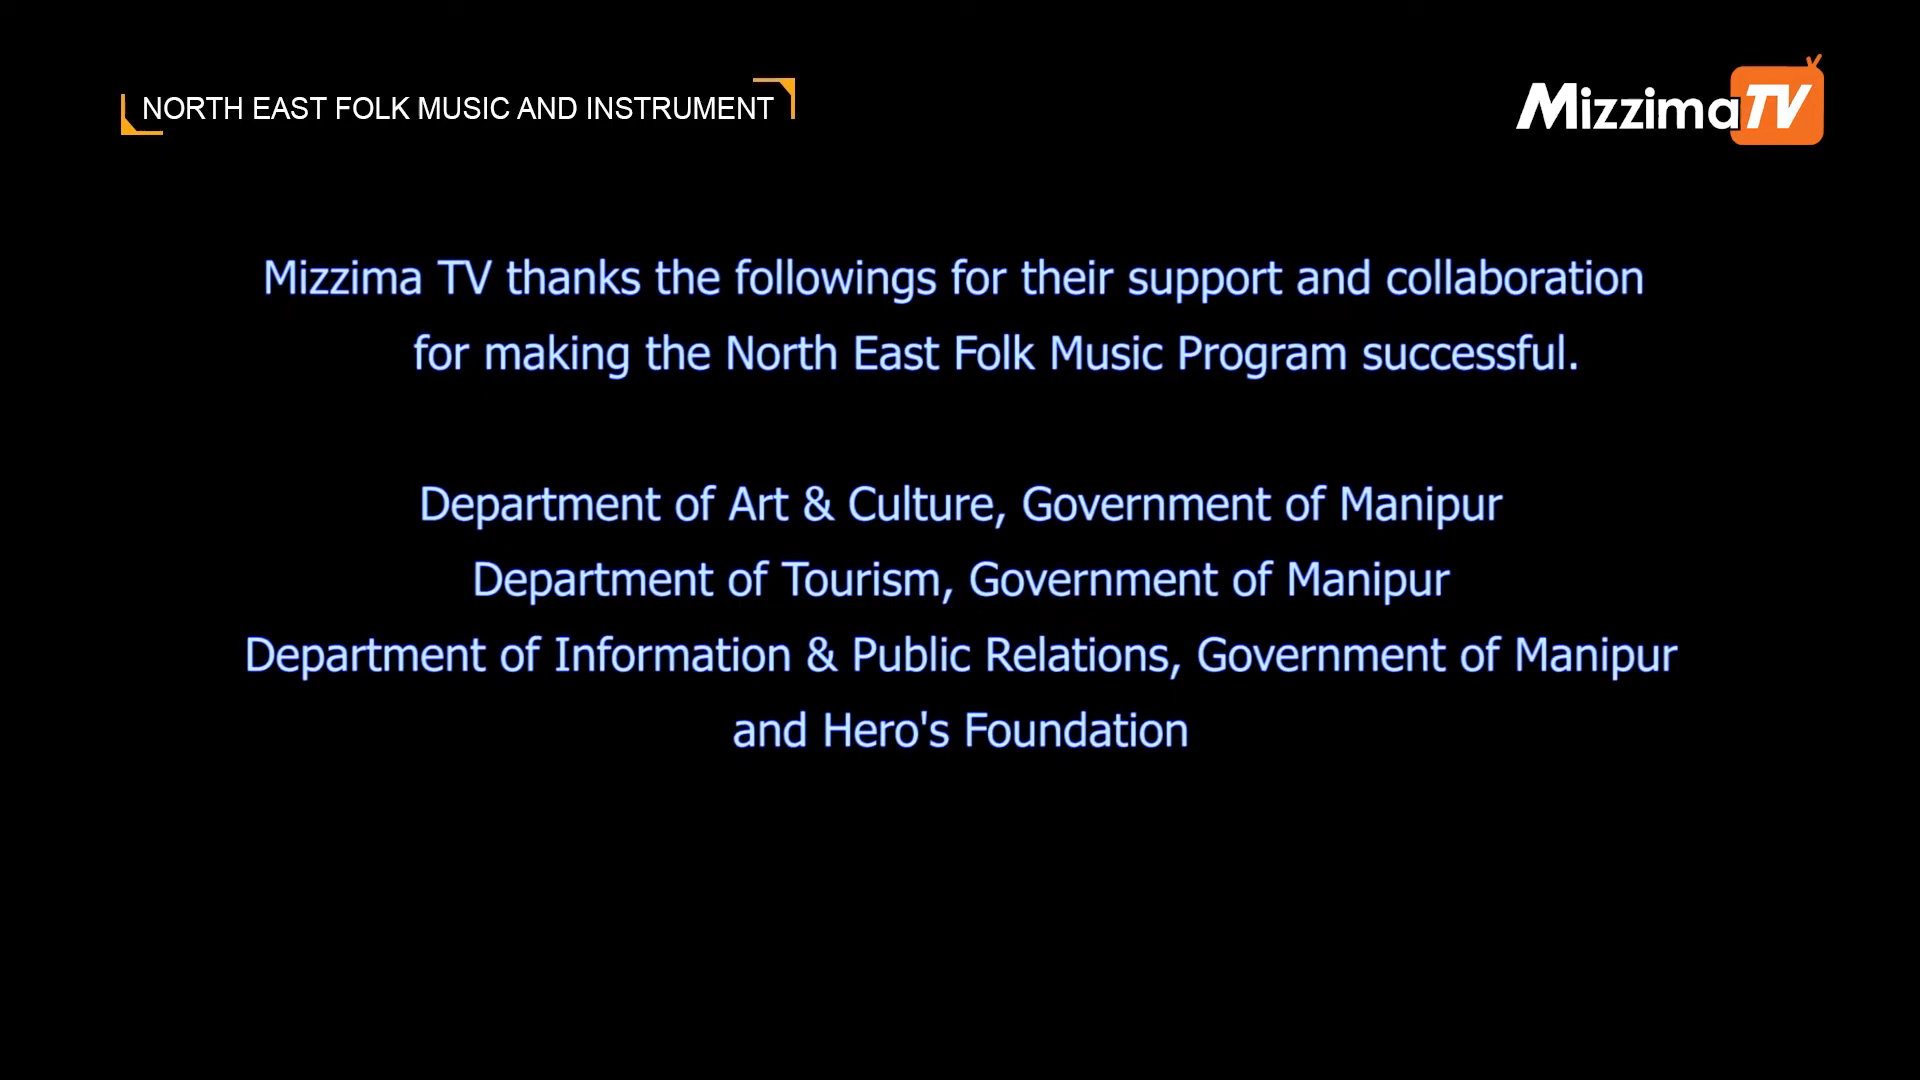 NORTH EAST FOLK MUSIC AND INSTRUMENT
Mizzima TV
Mizzima TV thanks the followings for their support and collaboration
for making the North East Folk Music Program successful.
Department of Art & Culture, Government of Manipur
Department of Tourism, Government of Manipur
Department of Information & Public Relations, Government of Manipur
and Hero's Foundation